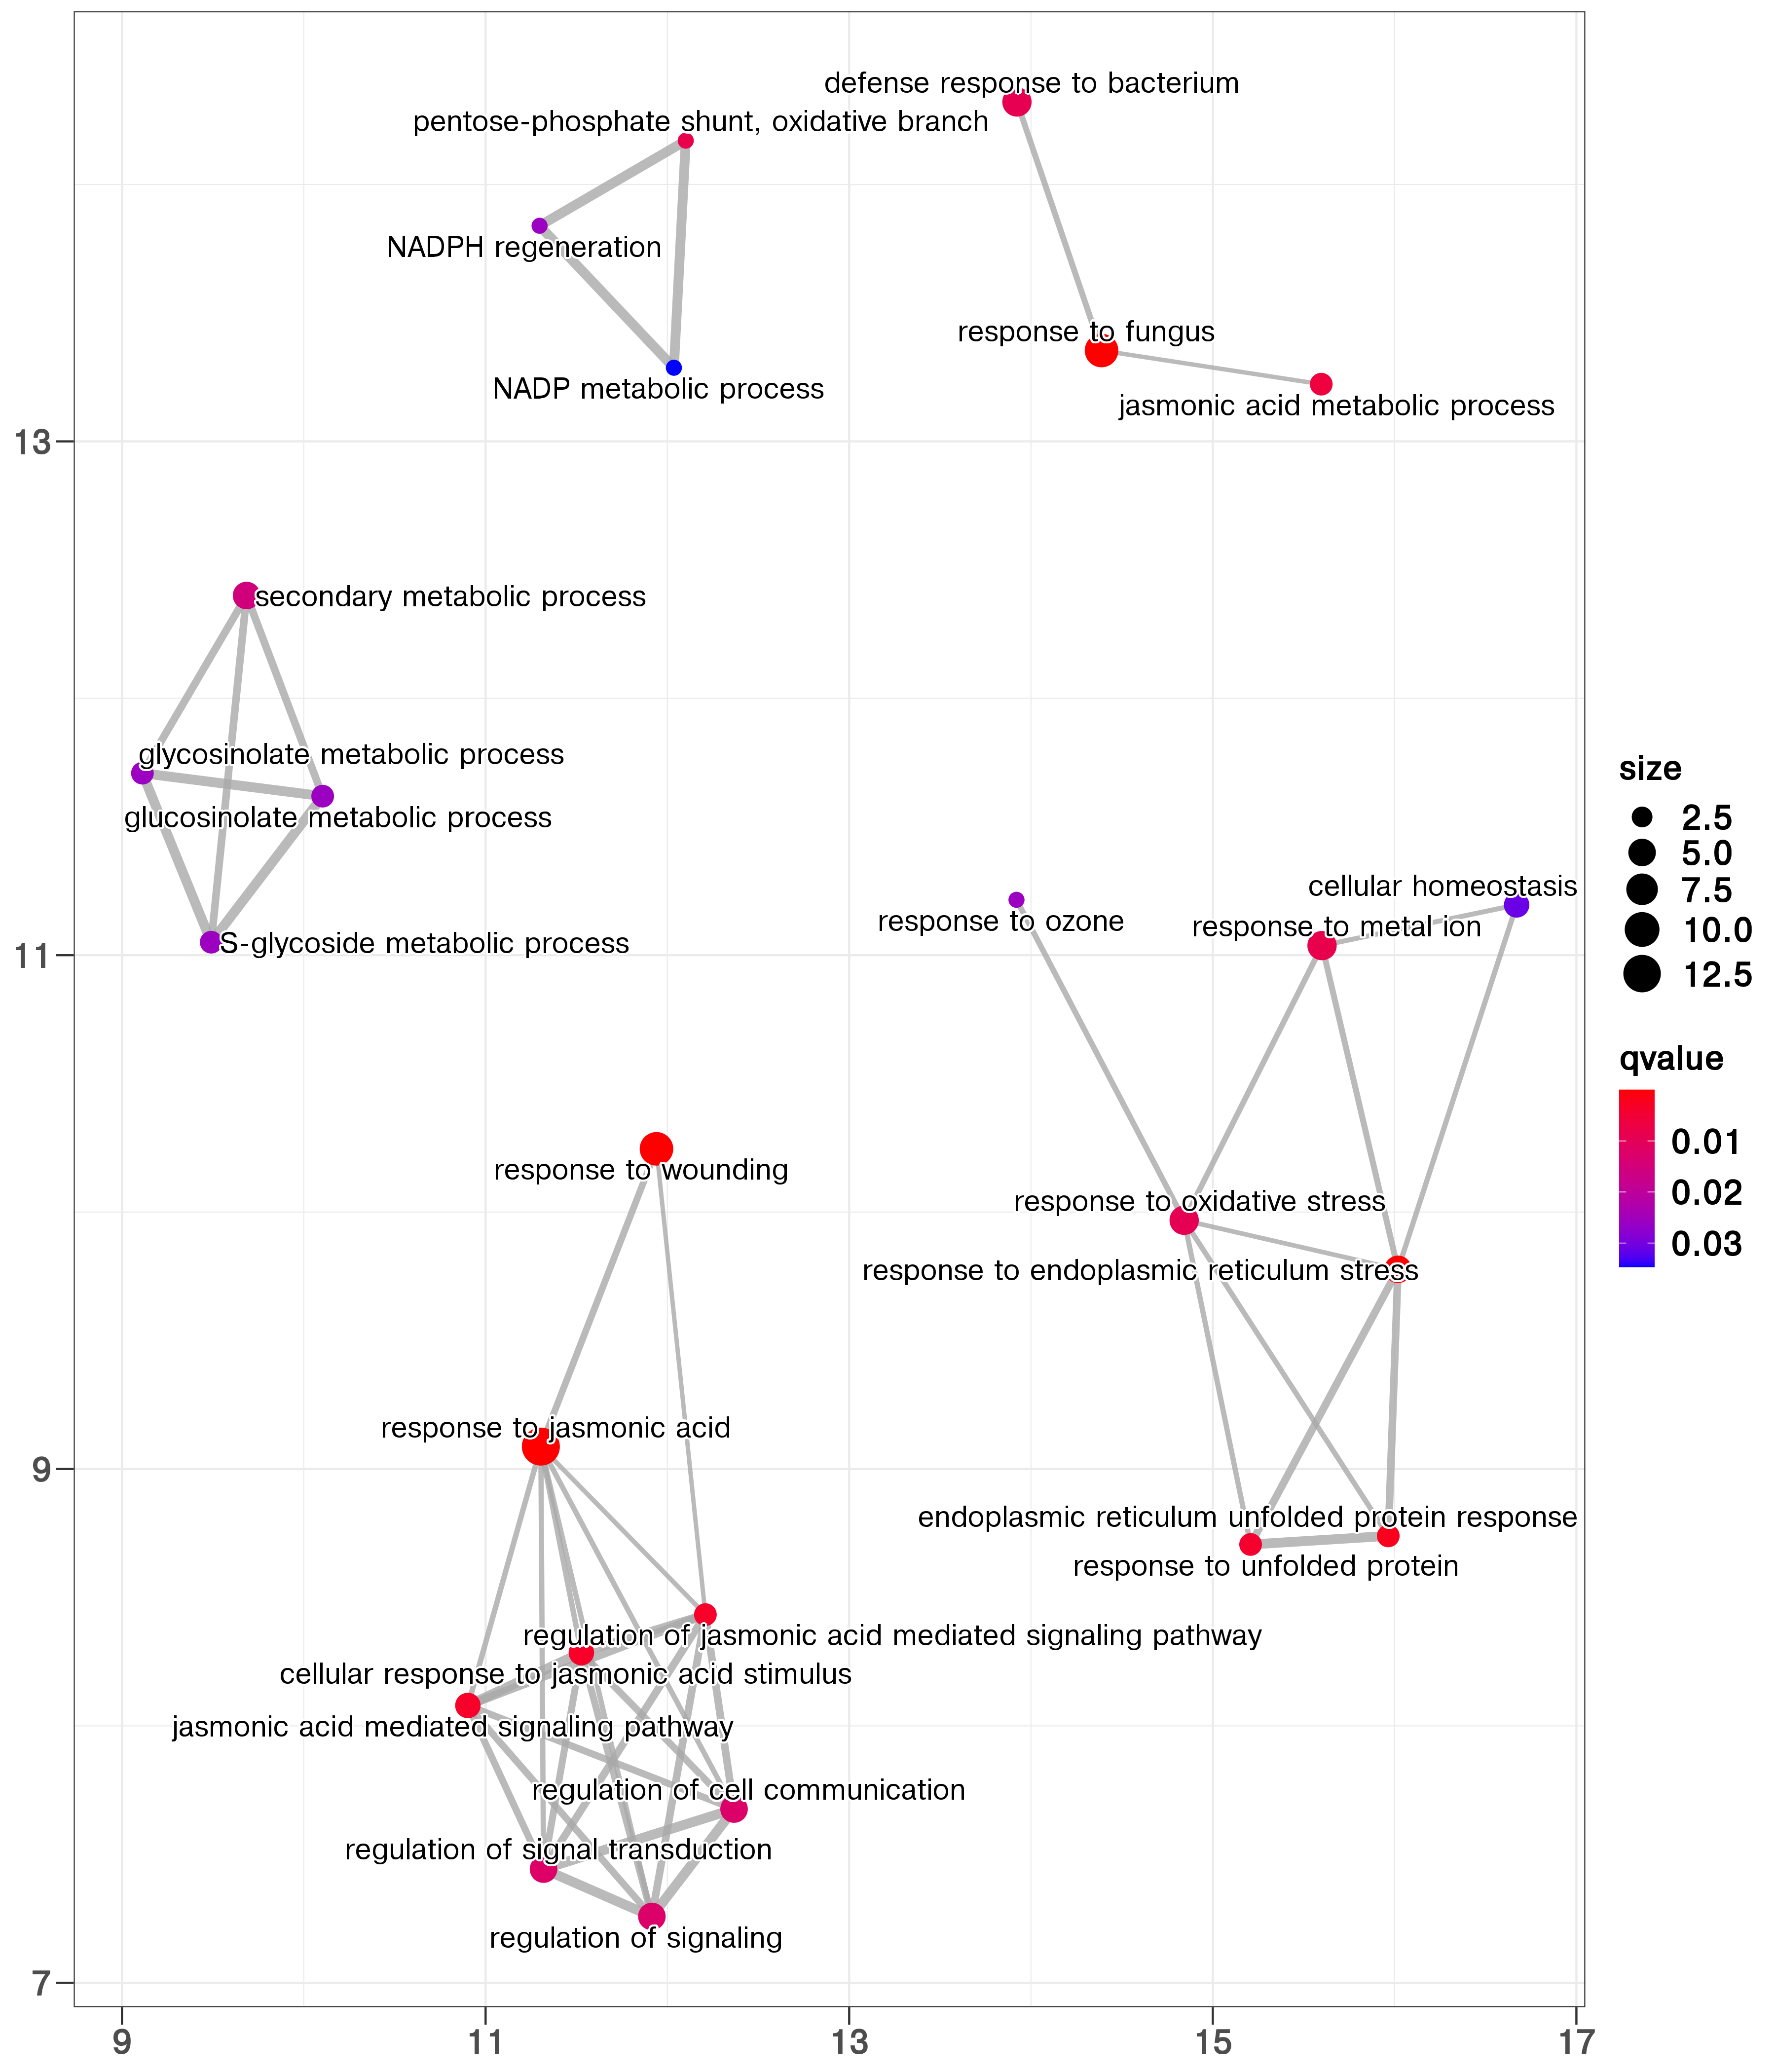 defense response to bacterium
pentose-phosphate shunt, oxidative branch
NADPH regeneration
response to fungus
NADP metabolic process
jasmonic acid metabolic process
13
secondary metabolic process
glycosinolate metabolic process
glucosinolate metabolic process
cellular homeostasis
response to ozone
response to metal ion
S-glycoside metabolic process
11
response to wounding
response to oxidative stress
response to endoplasmic reticulum stress
response to jasmonic acid
9
endoplasmic reticulum unfolded protein response
response to unfolded protein
regulation of jasmonic acid mediated signaling pathway
cellular response to jasmonic acid stimulus
jasmonic acid mediated signaling pathway
regulation of cell communication
regulation of signal transduction
regulation of signaling
7
9
11
13
15
17
size
2.5
5.0
7.5
10.0
12.5
qvalue
0.01
0.02
0.03